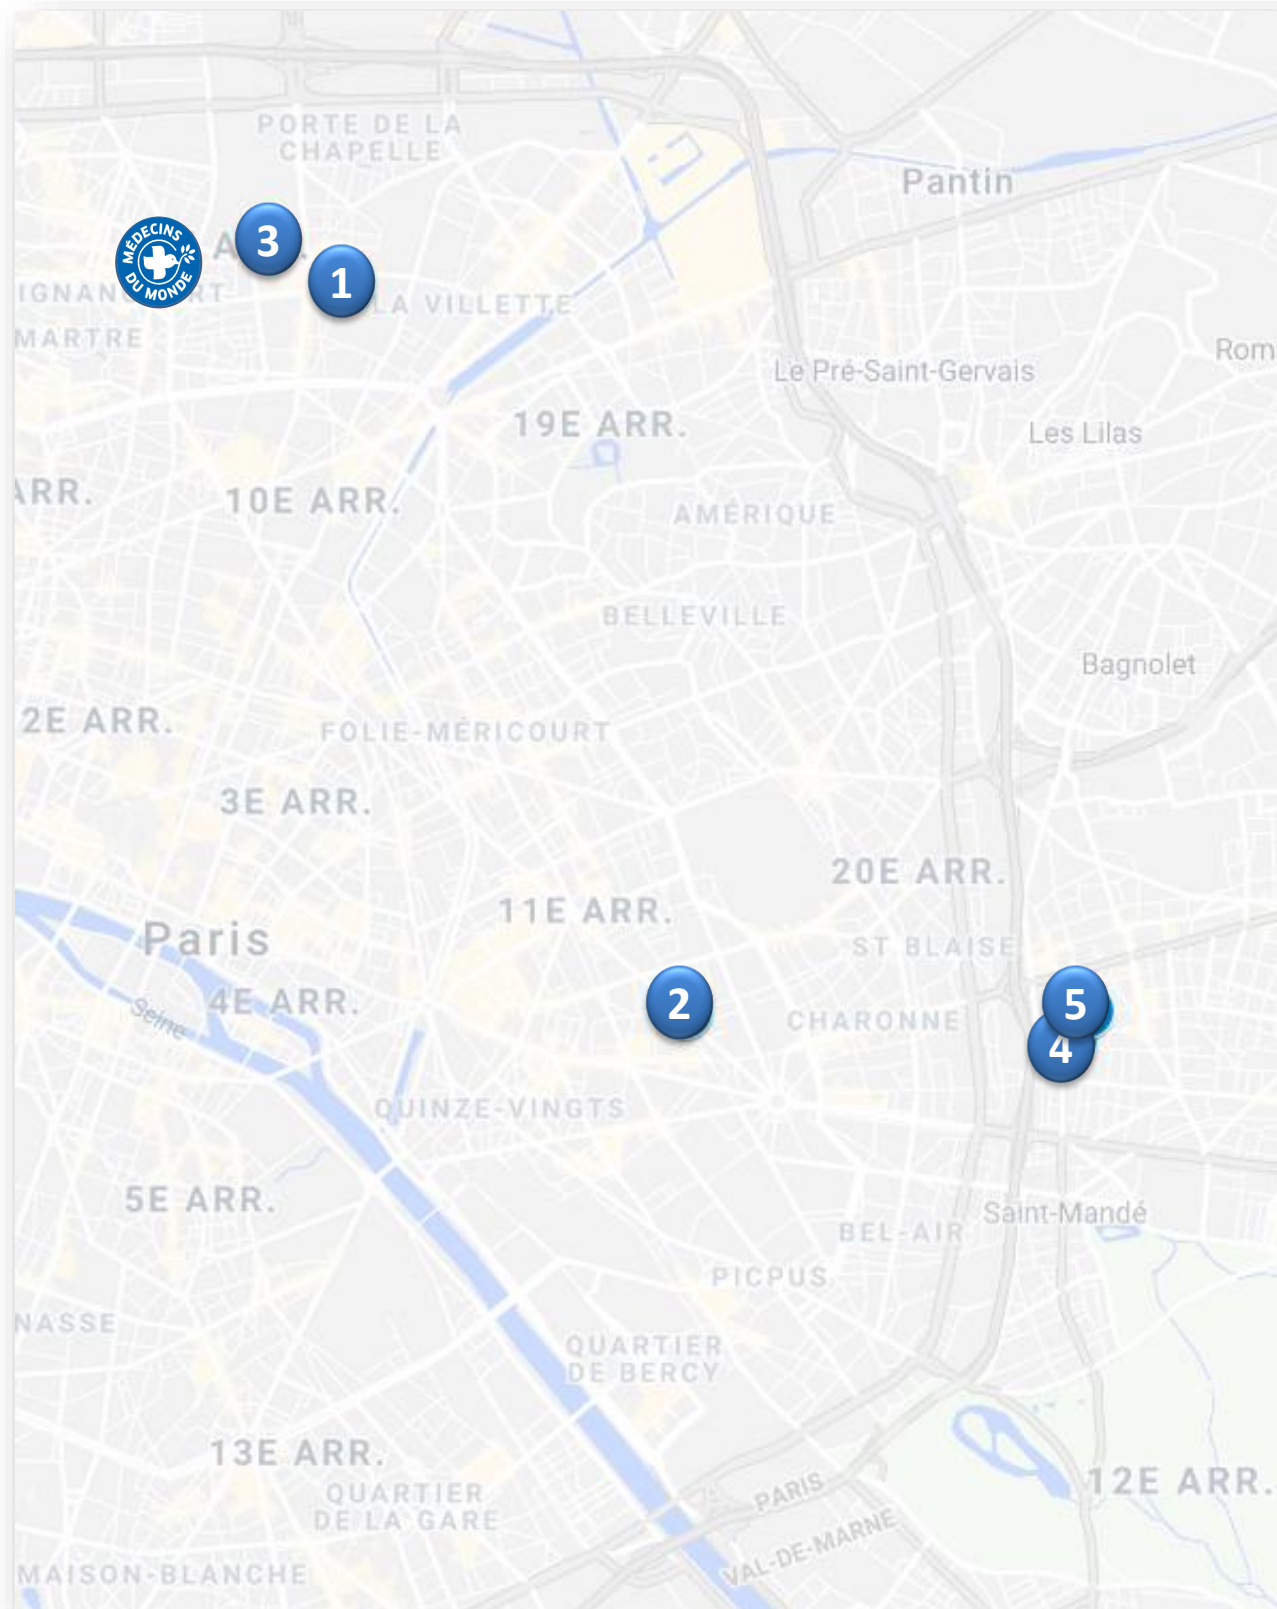 PORTE DE LA
CHAPELLE
Pantin
MÉDECINS
DU MONDE
3
1
LA VILLETTE
MARTRE
Le Pré-Saint-Gervais
Rom
19E ARR.
Les Lilas
ARR.
10E ARR.
AMÉRIQUE
BELLEVILLE
Bagnolet
2E ARR.
FOLIE-MÉRICOURT
3E ARR.
20E ARR.
11E ARR.
Paris
ST BLAISE
4E ARR.
Seine
2
5
CHARONNE
4
QUINZE-VINGTS
5E ARR.
Saint-Mandé
BEL-AIR
PICPUS
NASSE
QUARTIER
DE BERCY
13E ARR.
12E ARR.
QUARTIER
DE LA GARE
PARIS
VAL-DE-MARNE
MAISON-BLANCHE